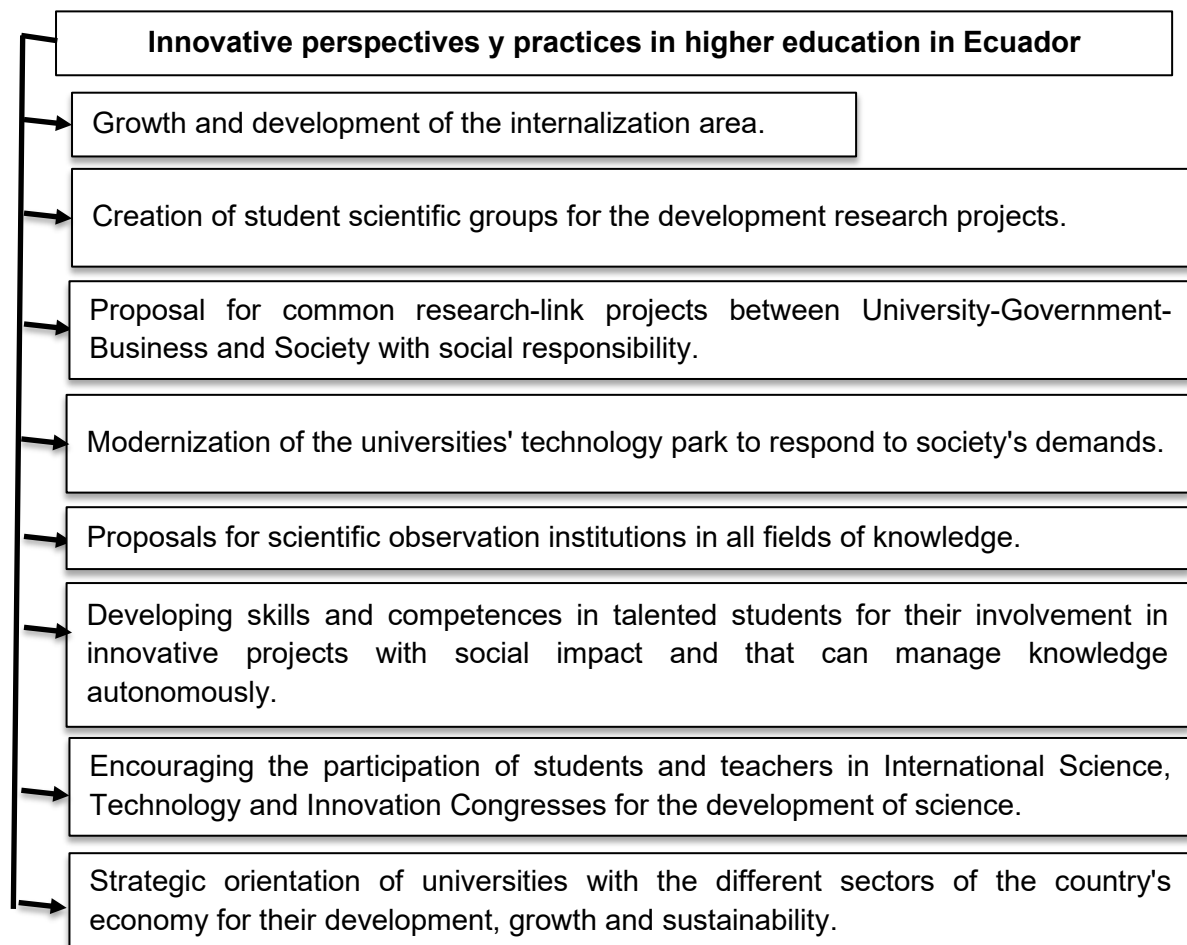 Innovative perspectives y practices in higher education in Ecuador
Growth and development of the internalization area.
Creation of student scientific groups for the development research projects.
Proposal for common research-link projects between University-Government-
Business and Society with social responsibility.
Modernization of the universities' technology park to respond to society's demands.
Proposals for scientific observation institutions in all fields of knowledge.
Developing skills and competences in talented students for their involvement in
innovative projects with social impact and that can manage knowledge
autonomously.
Encouraging the participation of students and teachers in International Science,
Technology and Innovation Congresses for the development of science.
Strategic orientation of universities with the different sectors of the country's
economy for their development, growth and sustainability.